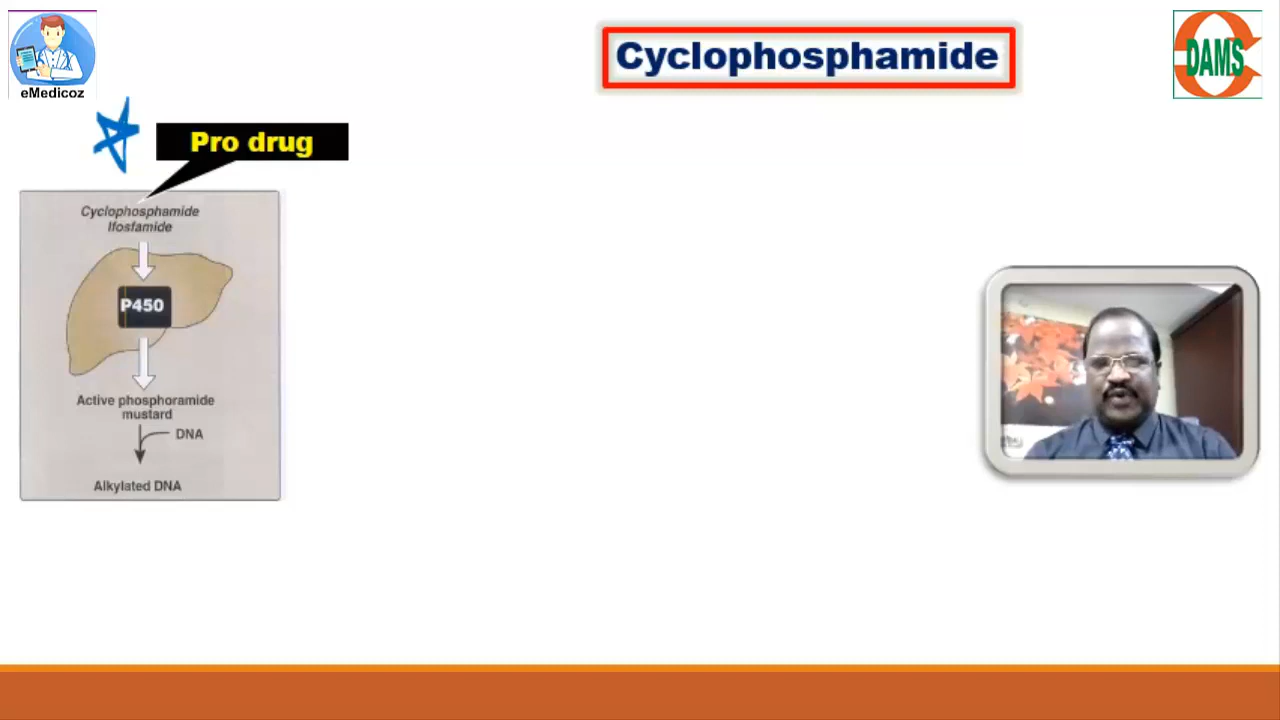 eMedicoz
Cyclophosphamide
DAMS
Pro drug
Cyclophosphamide
Ifosfamide
P450
Active phosphoramide
mustard
DNA
Alkylated DNA